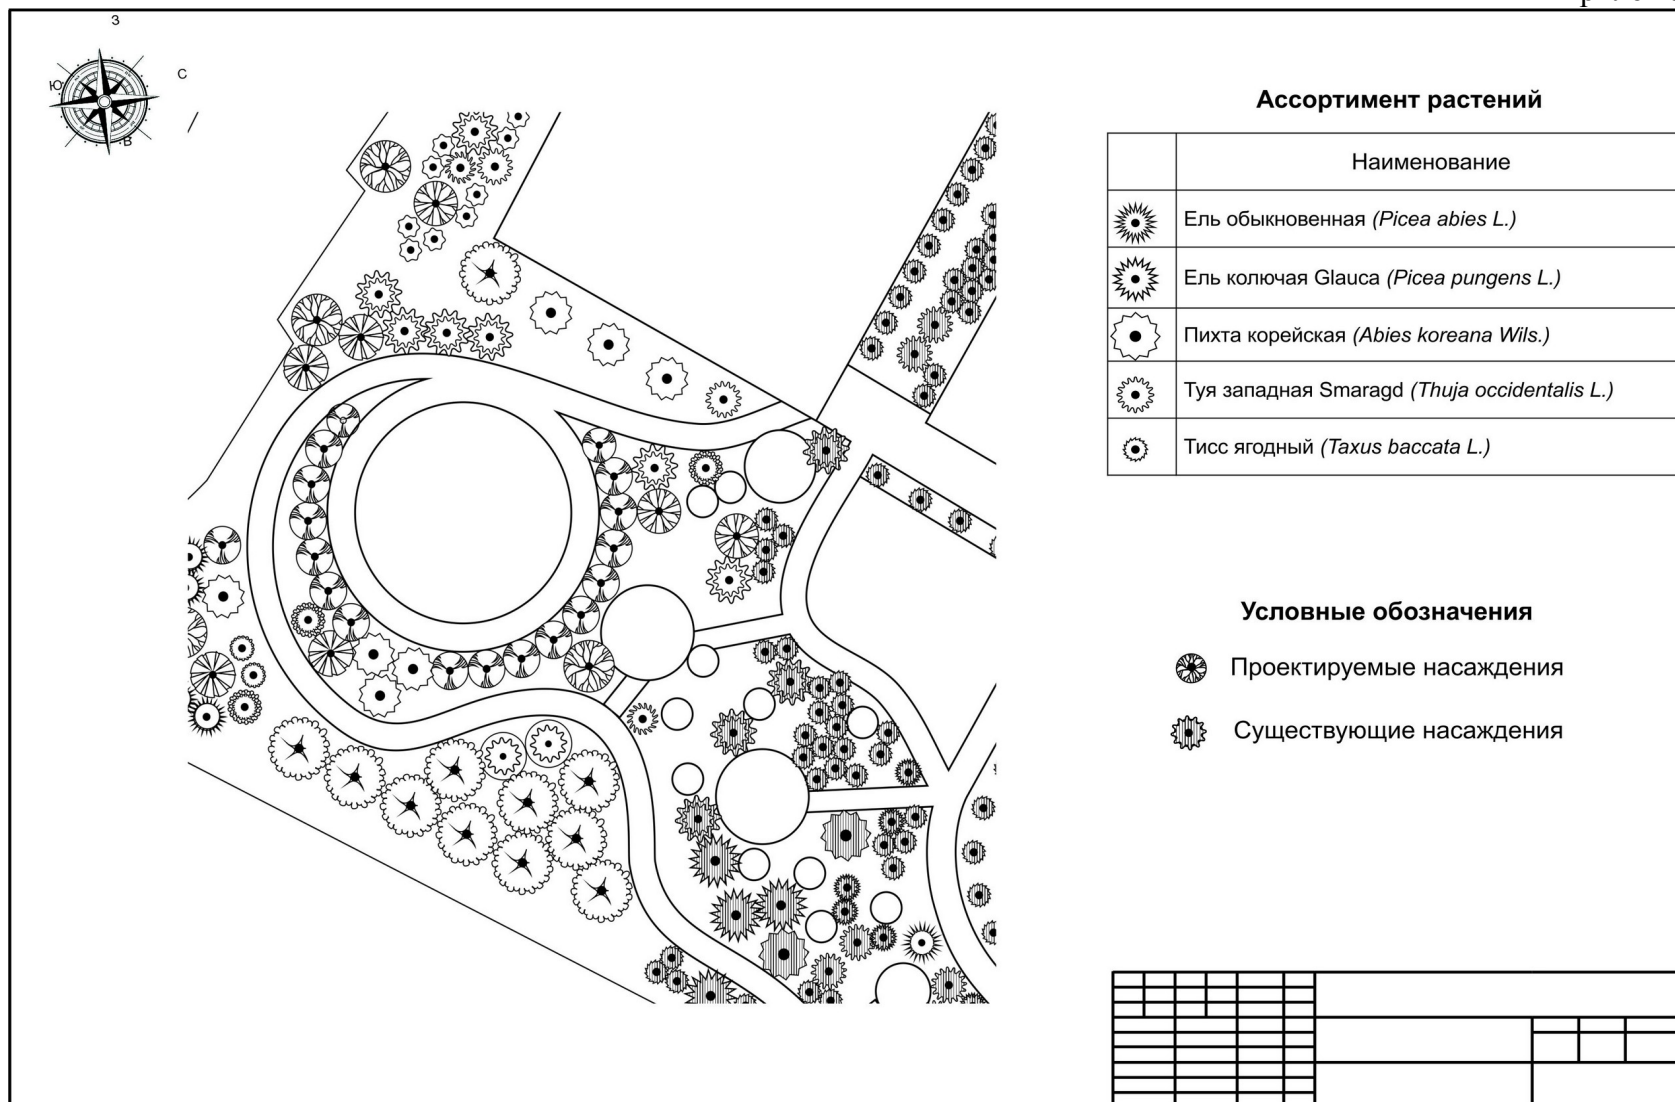 З
Ю
С
В
Ассортимент растений
Наименование
Ель обыкновенная (Picea abies L.)
Ель колючая Glauca (Picea pungens L.)
Пихта корейская (Abies koreana Wils.)
Туя западная Smaragd (Thuja occidentalis L.)
Тисс ягодный (Taxus baccata L.)
Условные обозначения
Проектируемые насаждения
Существующие насаждения